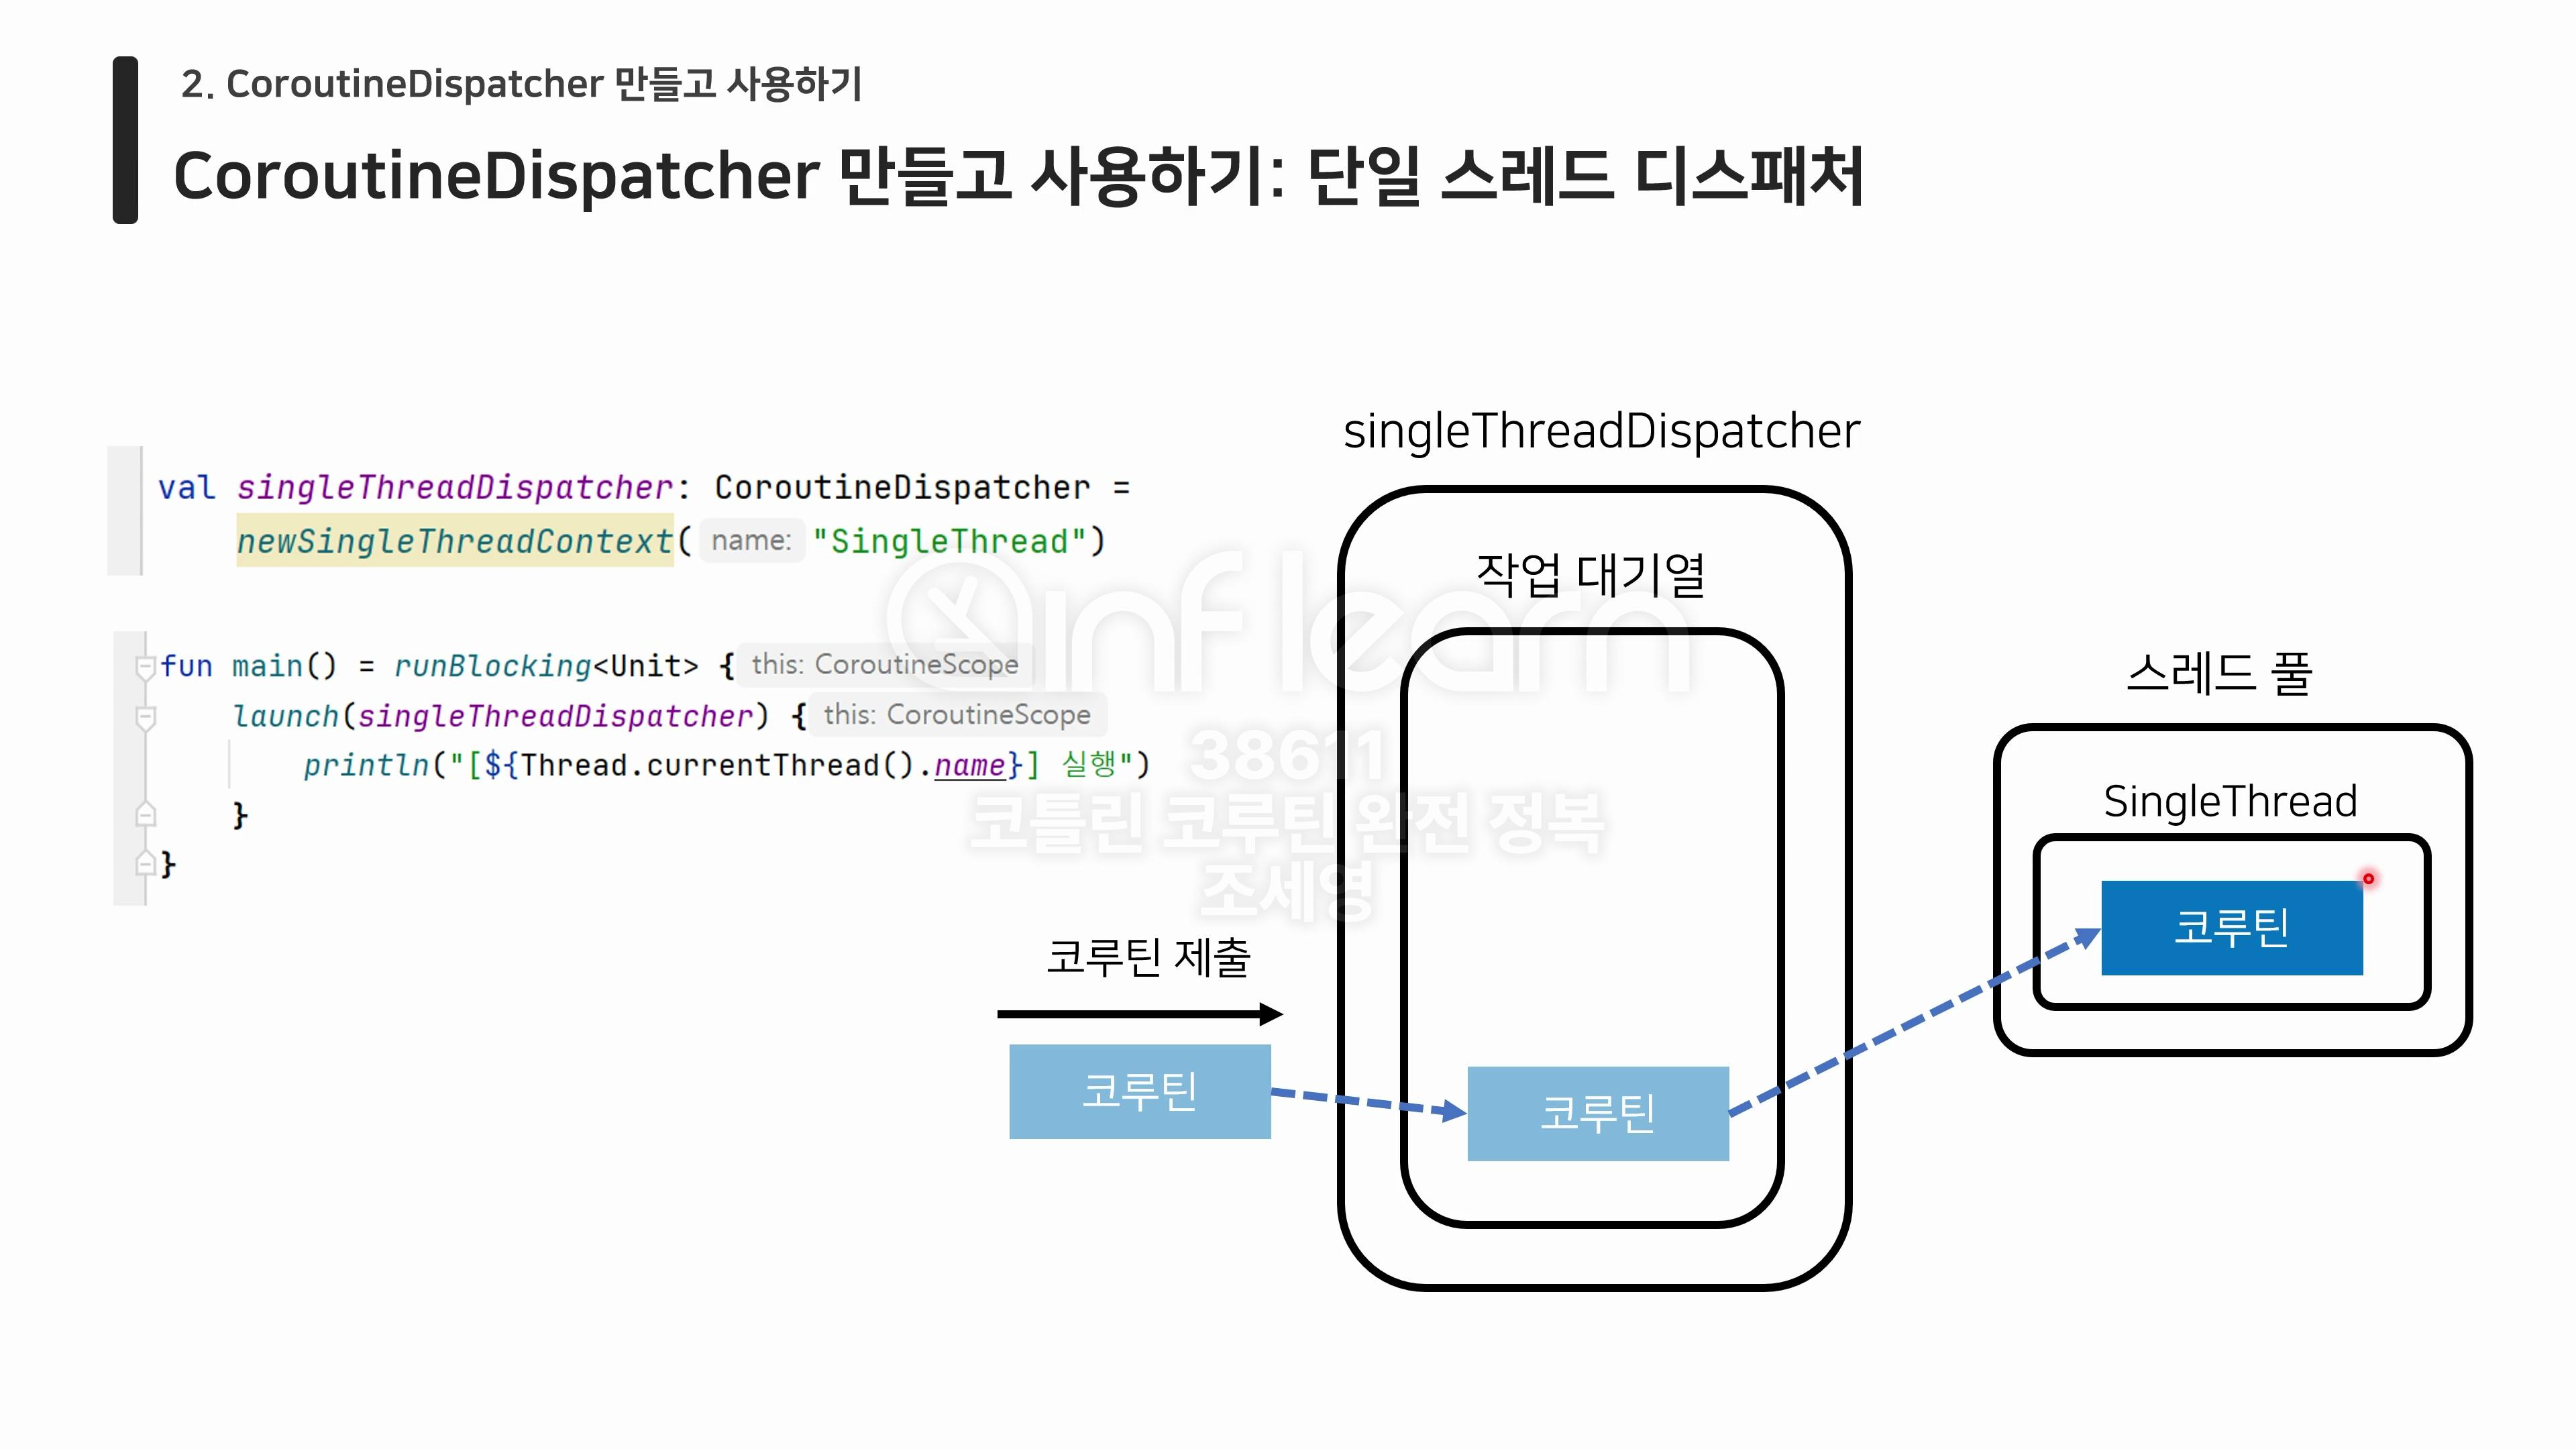 2. CoroutineDispatcher 만들고 사용하기
CoroutineDispatcher 만들고 사용하기: 단일 스레드 디스패처
val singleThreadDispatcher: CoroutineDispatcher =
newSingleThreadContext( name: "SingleThread")
fun main() = runBlocking<Unit> { this: CoroutineScope
launch(singleThreadDispatcher) { this: CoroutineScope
println("[${Thread.currentThread().name}] 실행")
}
}
코루틴 제출
코루틴
singleThreadDispatcher
작업 대기열
코루틴
스레드 풀
SingleThread
코루틴
inflearn
38611
코틀린 코루틴 완전 정복
조세영